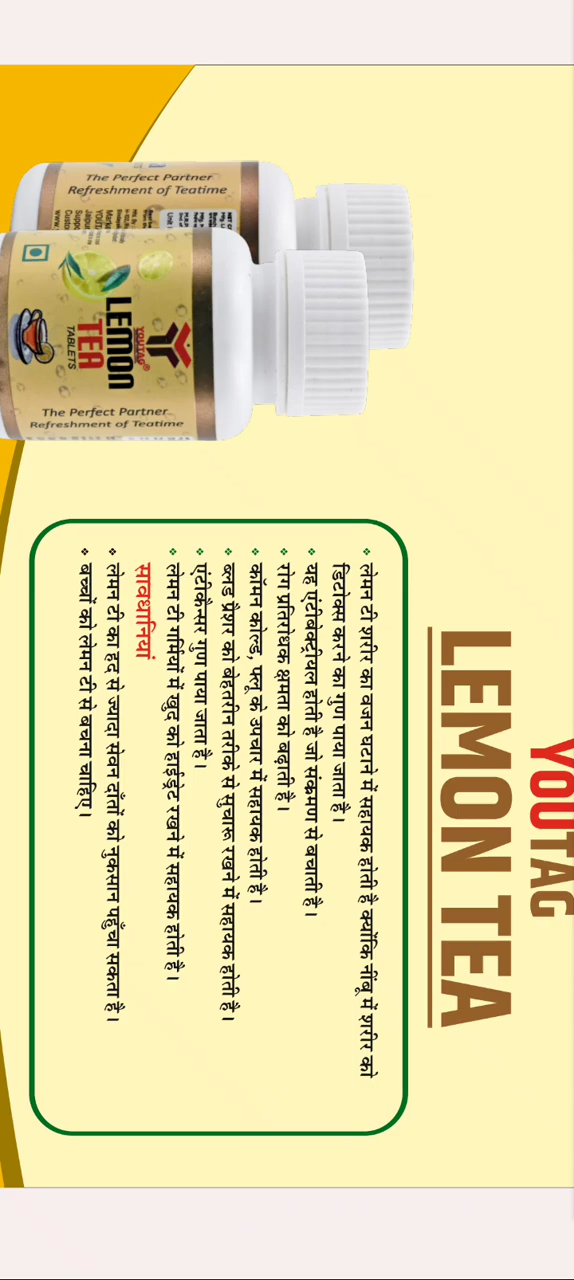 YOUTAG
LEMON TEA
लेमन टी शरीर का वजन घटाने में सहायक होती है क्योंकि नींबू में शरीर को
डिटोक्स करने का गुण पाया जाता है।
यह एंटीबेक्ट्रीयल होती है जो संक्रमण से बचाती है।
रोग प्रतिरोधक क्षमता को बढ़ाती है।
कॉमन कोल्ड, फ्लू के उपचार में सहायक होती है।
ब्लड प्रैशर को बेहतरीन तरीके से सुचारू रखने में सहायक होती है।
एंटीकैन्सर गुण पाया जाता है।
लेमन टी गर्मियों में खुद को हाईड्रेट रखने में सहायक होती है।
सावधानियां
लेमन टी का हद से ज्यादा सेवन दाँतों को नुकसान पहुँचा सकता है।
बच्चों को लेमन टी से बचना चाहिए।
The Perfect Partner
Refreshment of Teatime
YOUTAG®
LEMON
TEA
TABLETS
The Perfect Partner
Refreshment of Teatime